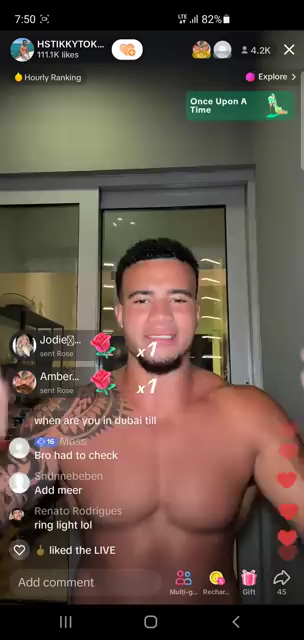 7:50
LTE 82%
HSTIKKYTOK...
111.1K likes
4.2K
Hourly Ranking
Explore >
Once Upon A
Time
Jodie...
sent Rose
x1
Amber...
sent Rose
x1
when are you in dubai till
16 Moss
Bro had to check
Sndrinebeben
Add meer
Renato Rodrigues
ring light lol
liked the LIVE
Add comment
Multi-g...
Rechar...
Gift
45